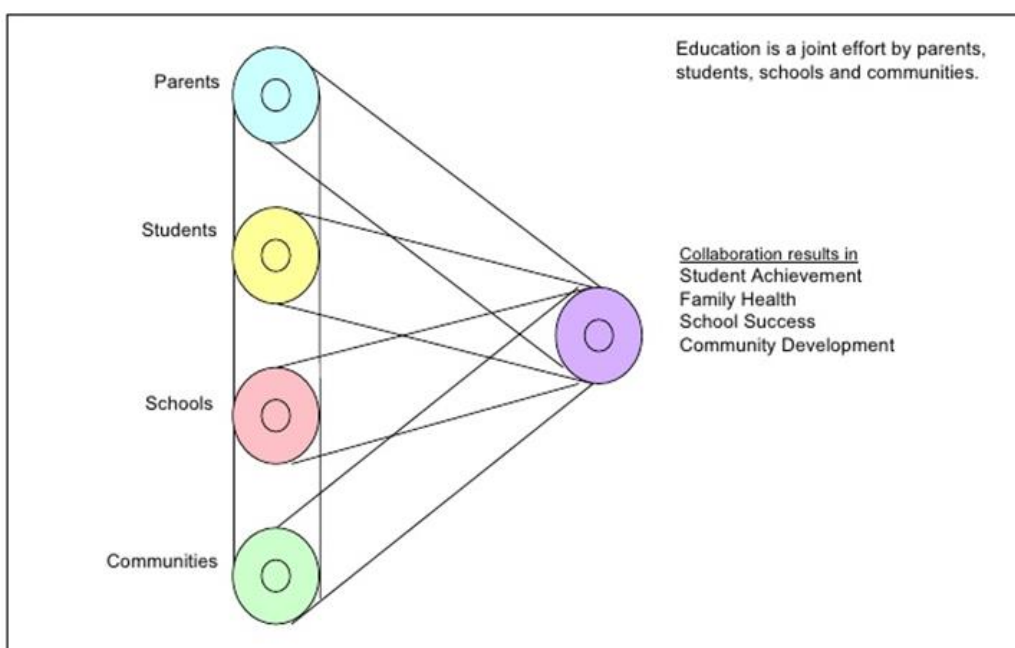 Education is a joint effort by parents,
students, schools and communities.
Parents
Students
Schools
Communities
Collaboration results in
Student Achievement
Family Health
School Success
Community Development